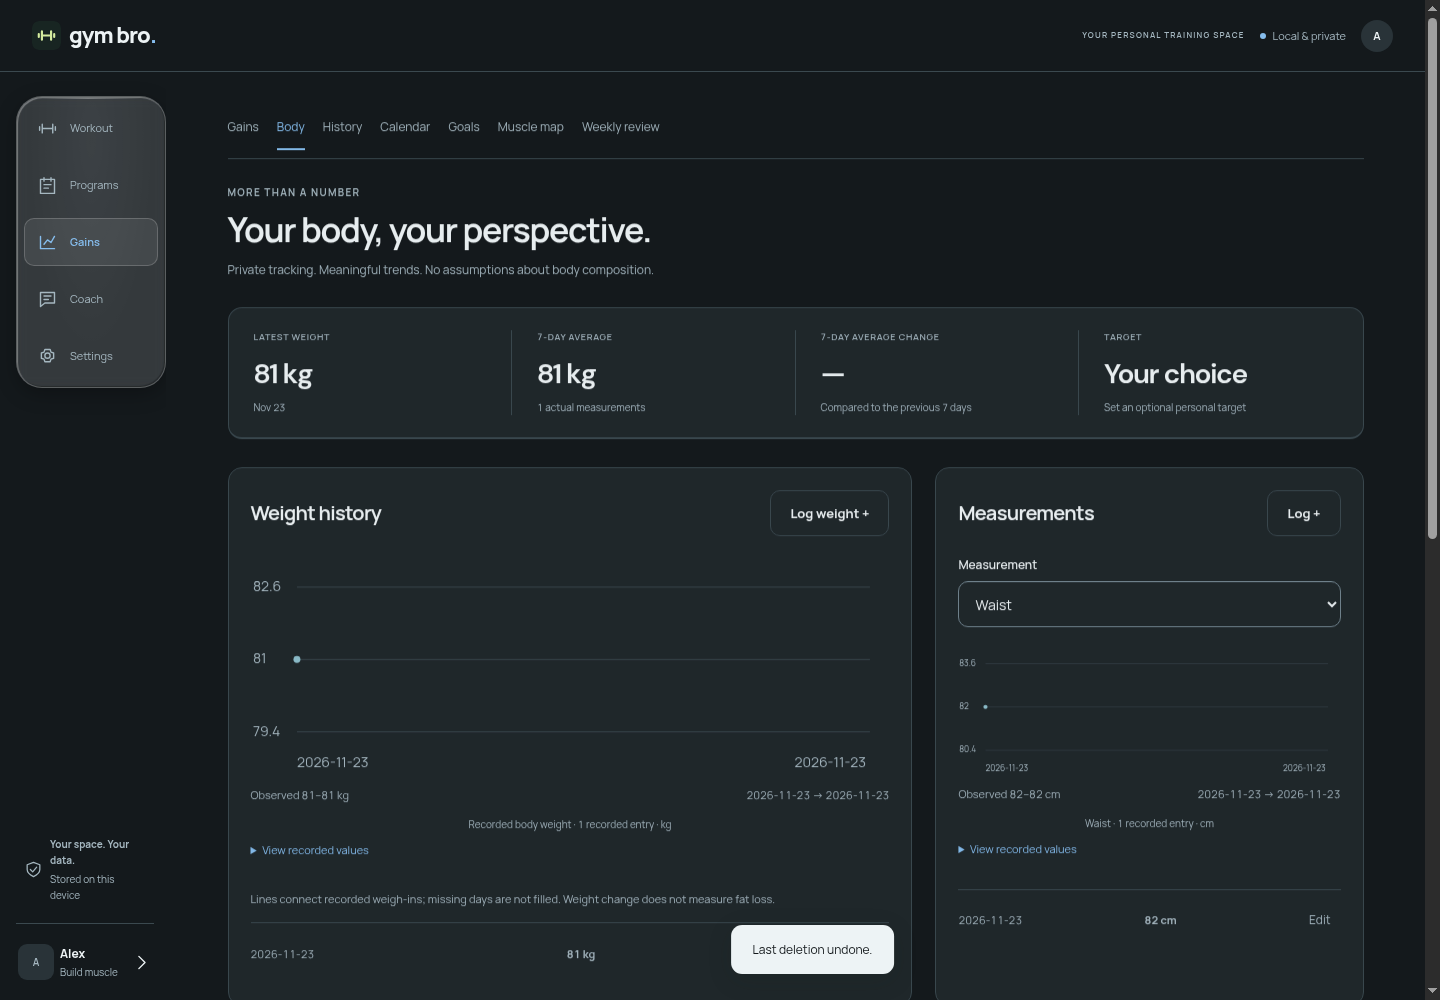 gym bro.
YOUR PERSONAL TRAINING SPACE
Local & private
A
Workout
Programs
Gains
Coach
Settings
Your space. Your
data.
Stored on this
device
A
Alex
Build muscle
Gains Body History Calendar Goals Muscle map Weekly review
MORE THAN A NUMBER
Your body, your perspective.
Private tracking. Meaningful trends. No assumptions about body composition.
LATEST WEIGHT
81 kg
Nov 23
7-DAY AVERAGE
81 kg
1 actual measurements
7-DAY AVERAGE CHANGE
—
Compared to the previous 7 days
TARGET
Your choice
Set an optional personal target
Weight history
Log weight +
82.6
81
79.4
2026-11-23 2026-11-23
Observed 81–81 kg 2026-11-23 → 2026-11-23
Recorded body weight · 1 recorded entry · kg
View recorded values
Lines connect recorded weigh-ins; missing days are not filled. Weight change does not measure fat loss.
2026-11-23 81 kg
Last deletion undone.
Measurements
Log +
Measurement
Waist
83.6
82
80.4
2026-11-23 2026-11-23
Observed 82–82 cm 2026-11-23 → 2026-11-23
Waist · 1 recorded entry · cm
View recorded values
2026-11-23 82 cm Edit